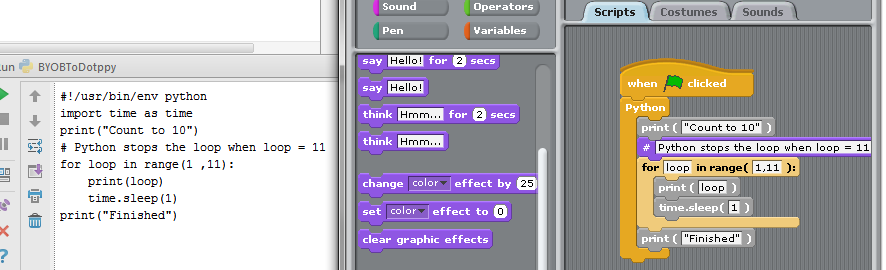 un BYOBToDotppy
#!/usr/bin/env python
import time as time
print("Count to 10")
# Python stops the loop when loop = 11
for loop in range(1 ,11):
print(loop)
time.sleep(1)
print("Finished")
Sound Operators
Pen Variables
say Hello! for 2 secs
say Hello!
think Hmm... for 2 secs
think Hmm...
change color effect by 25
set color effect to 0
clear graphic effects
Scripts Costumes Sounds
when clicked
Python
print ( "Count to 10" )
# Python stops the loop when loop = 11
for loop in range( 1,11 ):
print ( loop )
time.sleep( 1 )
print ( "Finished" )